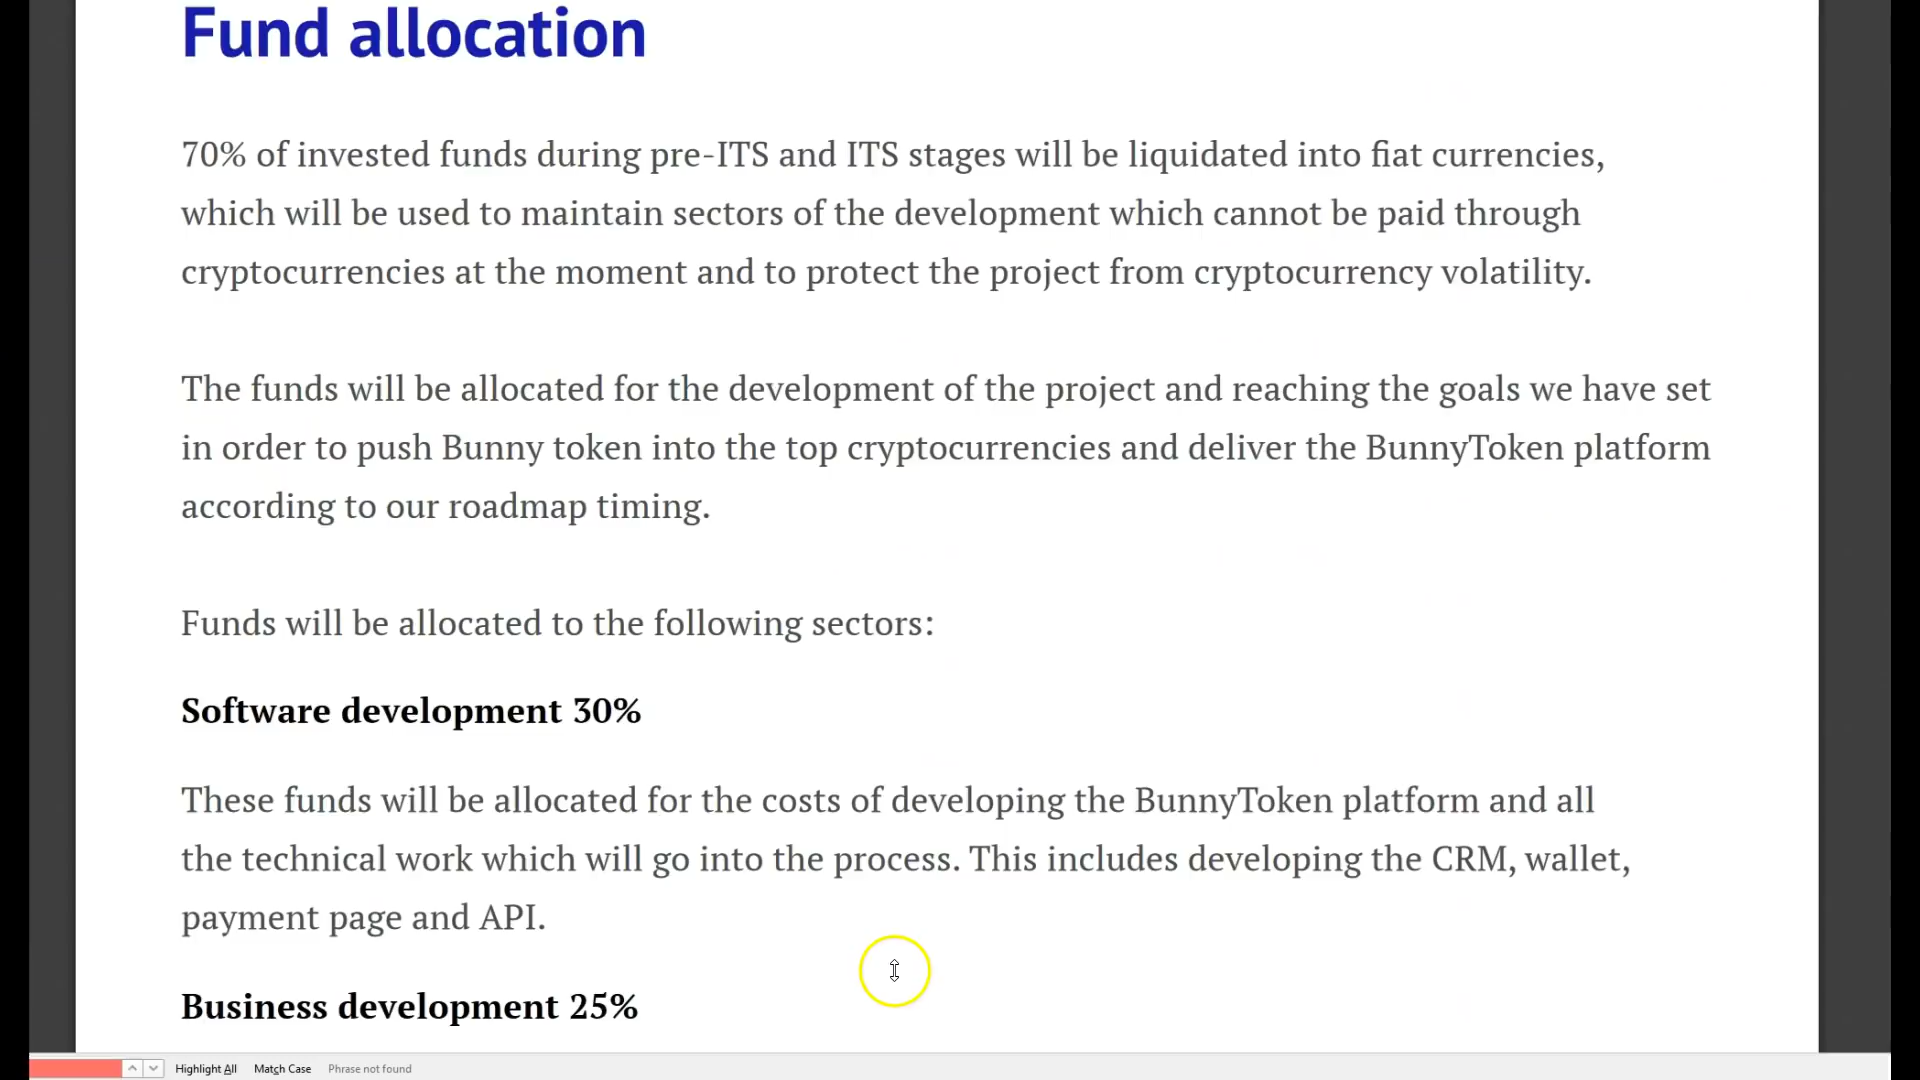 Fund allocation
70% of invested funds during pre-ITS and ITS stages will be liquidated into fiat currencies,
which will be used to maintain sectors of the development which cannot be paid through
cryptocurrencies at the moment and to protect the project from cryptocurrency volatility.
The funds will be allocated for the development of the project and reaching the goals we have set
in order to push Bunny token into the top cryptocurrencies and deliver the BunnyToken platform
according to our roadmap timing.
Funds will be allocated to the following sectors:
Software development 30%
These funds will be allocated for the costs of developing the BunnyToken platform and all
the technical work which will go into the process. This includes developing the CRM, wallet,
payment page and API.
Business development 25%
Highlight All Match Case Phrase not found